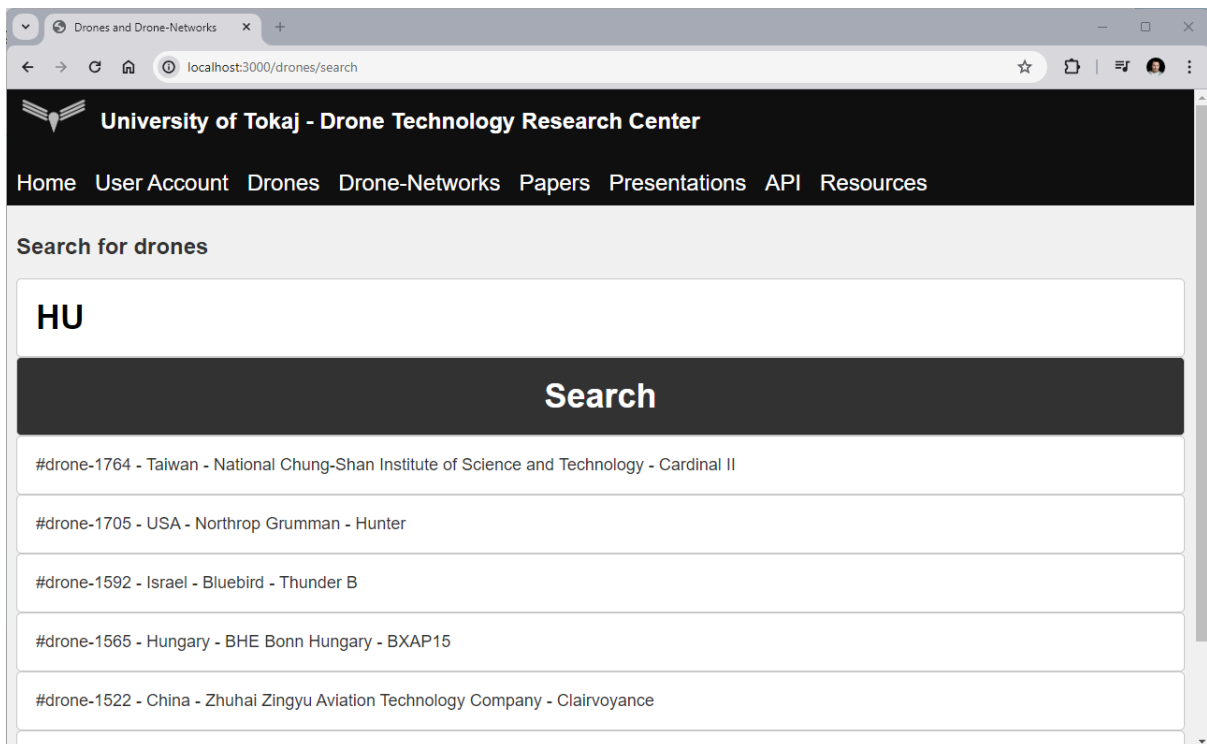 Drones and Drone-Networks
localhost:3000/drones/search
University of Tokaj - Drone Technology Research Center
Home User Account Drones Drone-Networks Papers Presentations API Resources
Search for drones
HU
Search
#drone-1764 - Taiwan - National Chung-Shan Institute of Science and Technology - Cardinal II
#drone-1705 - USA - Northrop Grumman - Hunter
#drone-1592 - Israel - Bluebird - Thunder B
#drone-1565 - Hungary - BHE Bonn Hungary - BXAP15
#drone-1522 - China - Zhuhai Zingyu Aviation Technology Company - Clairvoyance